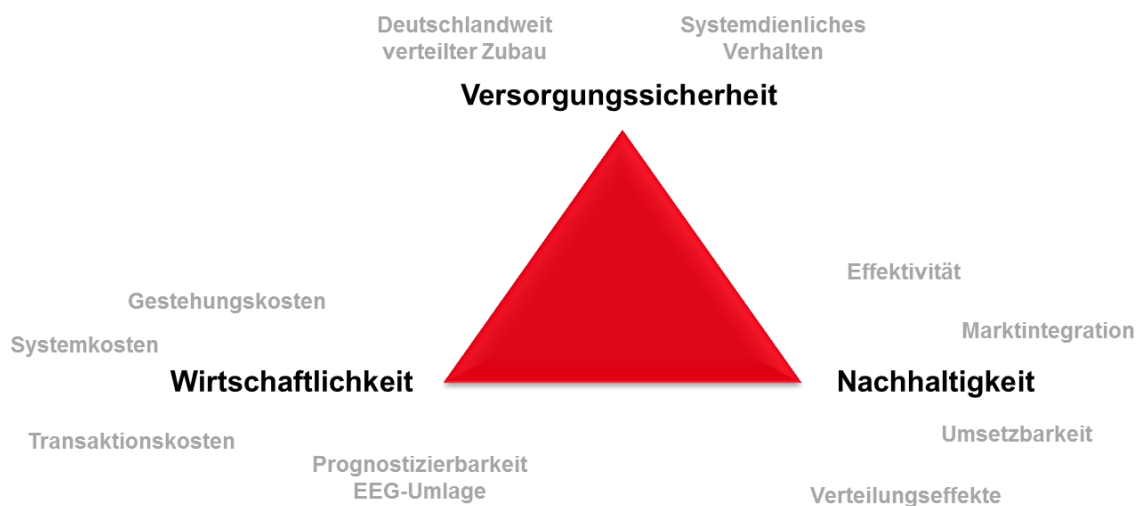 Deutschlandweit
verteilter Zubau
Systemdienliches
Verhalten
Versorgungssicherheit
Effektivität
Gestehungskosten
Marktintegration
Systemkosten
Wirtschaftlichkeit
Nachhaltigkeit
Umsetzbarkeit
Transaktionskosten
Prognostizierbarkeit
EEG-Umlage
Verteilungseffekte